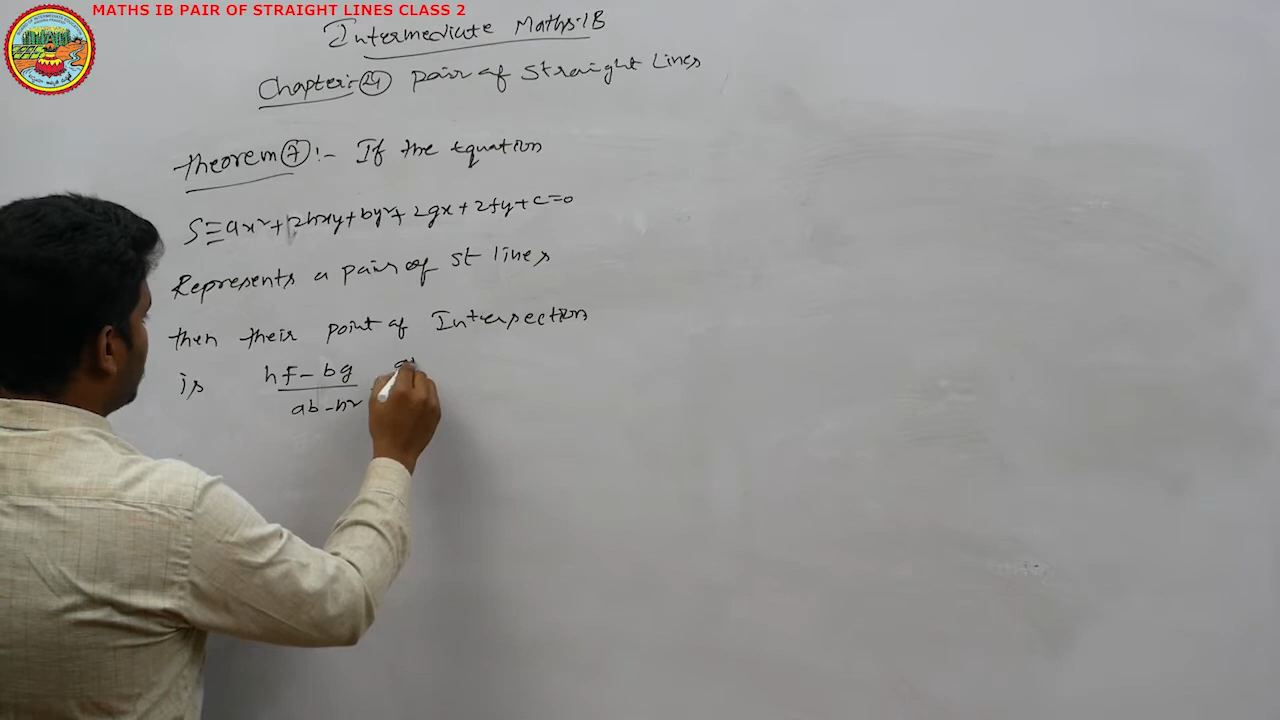 MATHS IB PAIR OF STRAIGHT LINES CLASS 2
Intermediate Maths-IB
Chapter:- 24 Pair of Straight Lines
Theorem 7 :- If the Equation
S≡ax²+2hxy+by²+2gx+2fy+c=0
Represents a pair of st lines
then their point of Intersection
is hf-bg / ab-h²